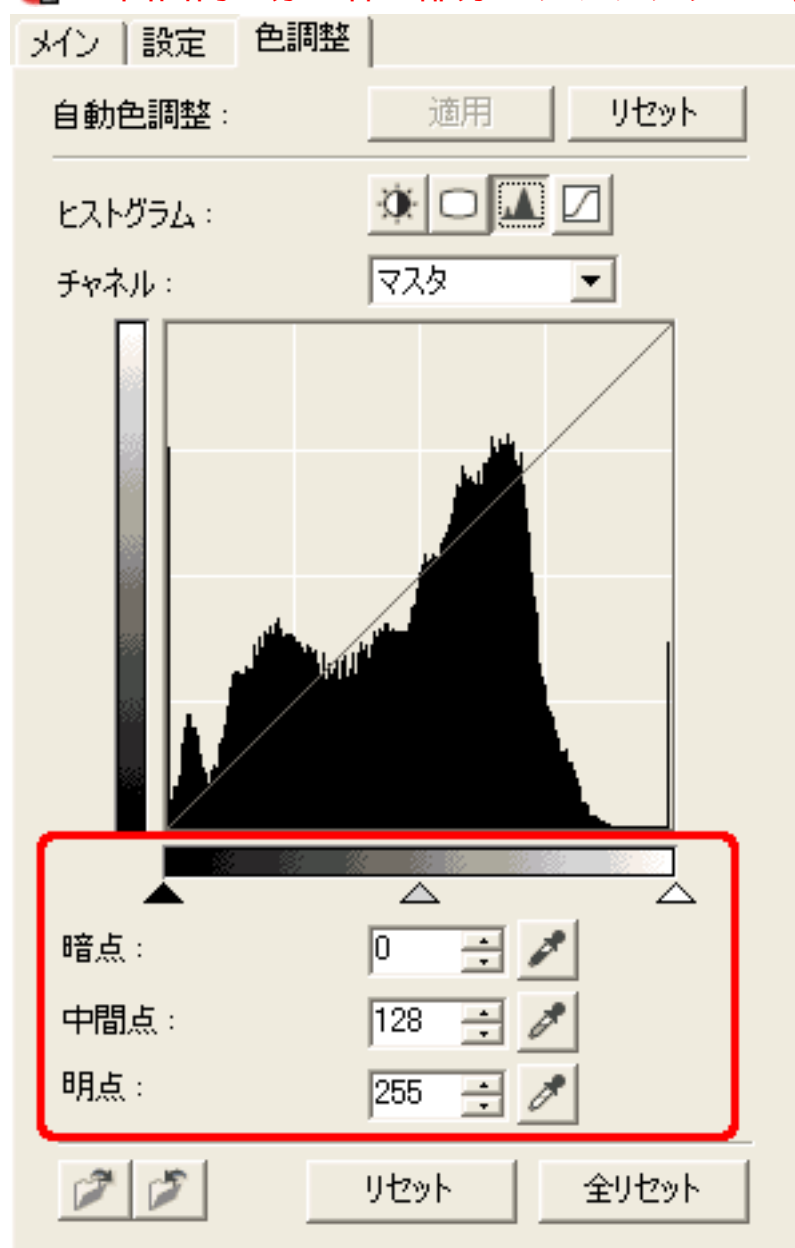 メイン 設定 色調整
自動色調整： 適用 リセット
ヒストグラム：
チャネル： マスタ
暗点： 0
中間点： 128
明点： 255
リセット 全リセット